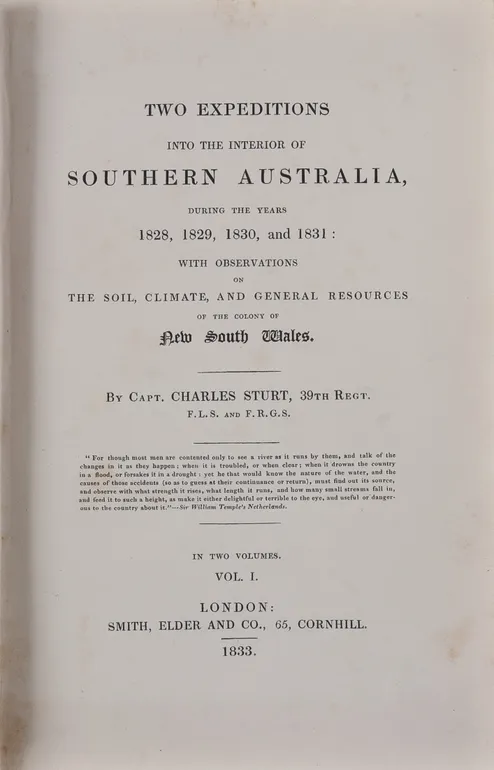 TWO EXPEDITIONS
INTO THE INTERIOR OF
SOUTHERN AUSTRALIA,
DURING THE YEARS
1828, 1829, 1830, and 1831:
WITH OBSERVATIONS
ON
THE SOIL, CLIMATE, AND GENERAL RESOURCES
OF THE COLONY OF
New South Wales.
BY CAPT. CHARLES STURT, 39TH REGT.
F.L.S. AND F.R.G.S.
"For though most men are contented only to see a river as it runs by them, and talk of the
changes in it as they happen; when it is troubled, or when clear; when it drowns the country
in a flood, or forsakes it in a drought: yet he that would know the nature of the water, and the
causes of those accidents (so as to guess at their continuance or return), must find out its source,
and observe with what strength it rises, what length it runs, and how many small streams fall in,
and feed it to such a height, as make it either delightful or terrible to the eye, and useful or danger-
ous to the country about it."—Sir William Temple's Netherlands.
IN TWO VOLUMES.
VOL. I.
LONDON:
SMITH, ELDER AND CO., 65, CORNHILL.
1833.